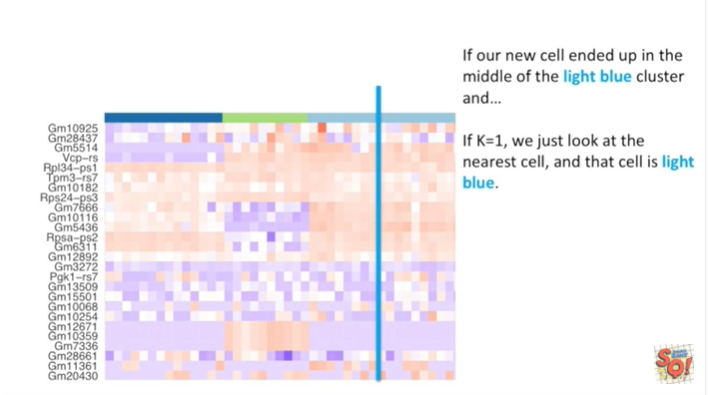 If our new cell ended up in the
middle of the light blue cluster
and...
If K=1, we just look at the
nearest cell, and that cell is light
blue.
Gm10925
Gm28437
Gm5514
Vcp-rs
Rpl34-ps1
Tpm3-rs7
Gm10182
Rps24-ps3
Gm7666
Gm10116
Gm5436
Rpsa-ps2
Gm6311
Gm12892
Gm3272
Pgk1-rs7
Gm13509
Gm15501
Gm10068
Gm10254
Gm12671
Gm10359
Gm7336
Gm28661
Gm11361
Gm20430
SQ!